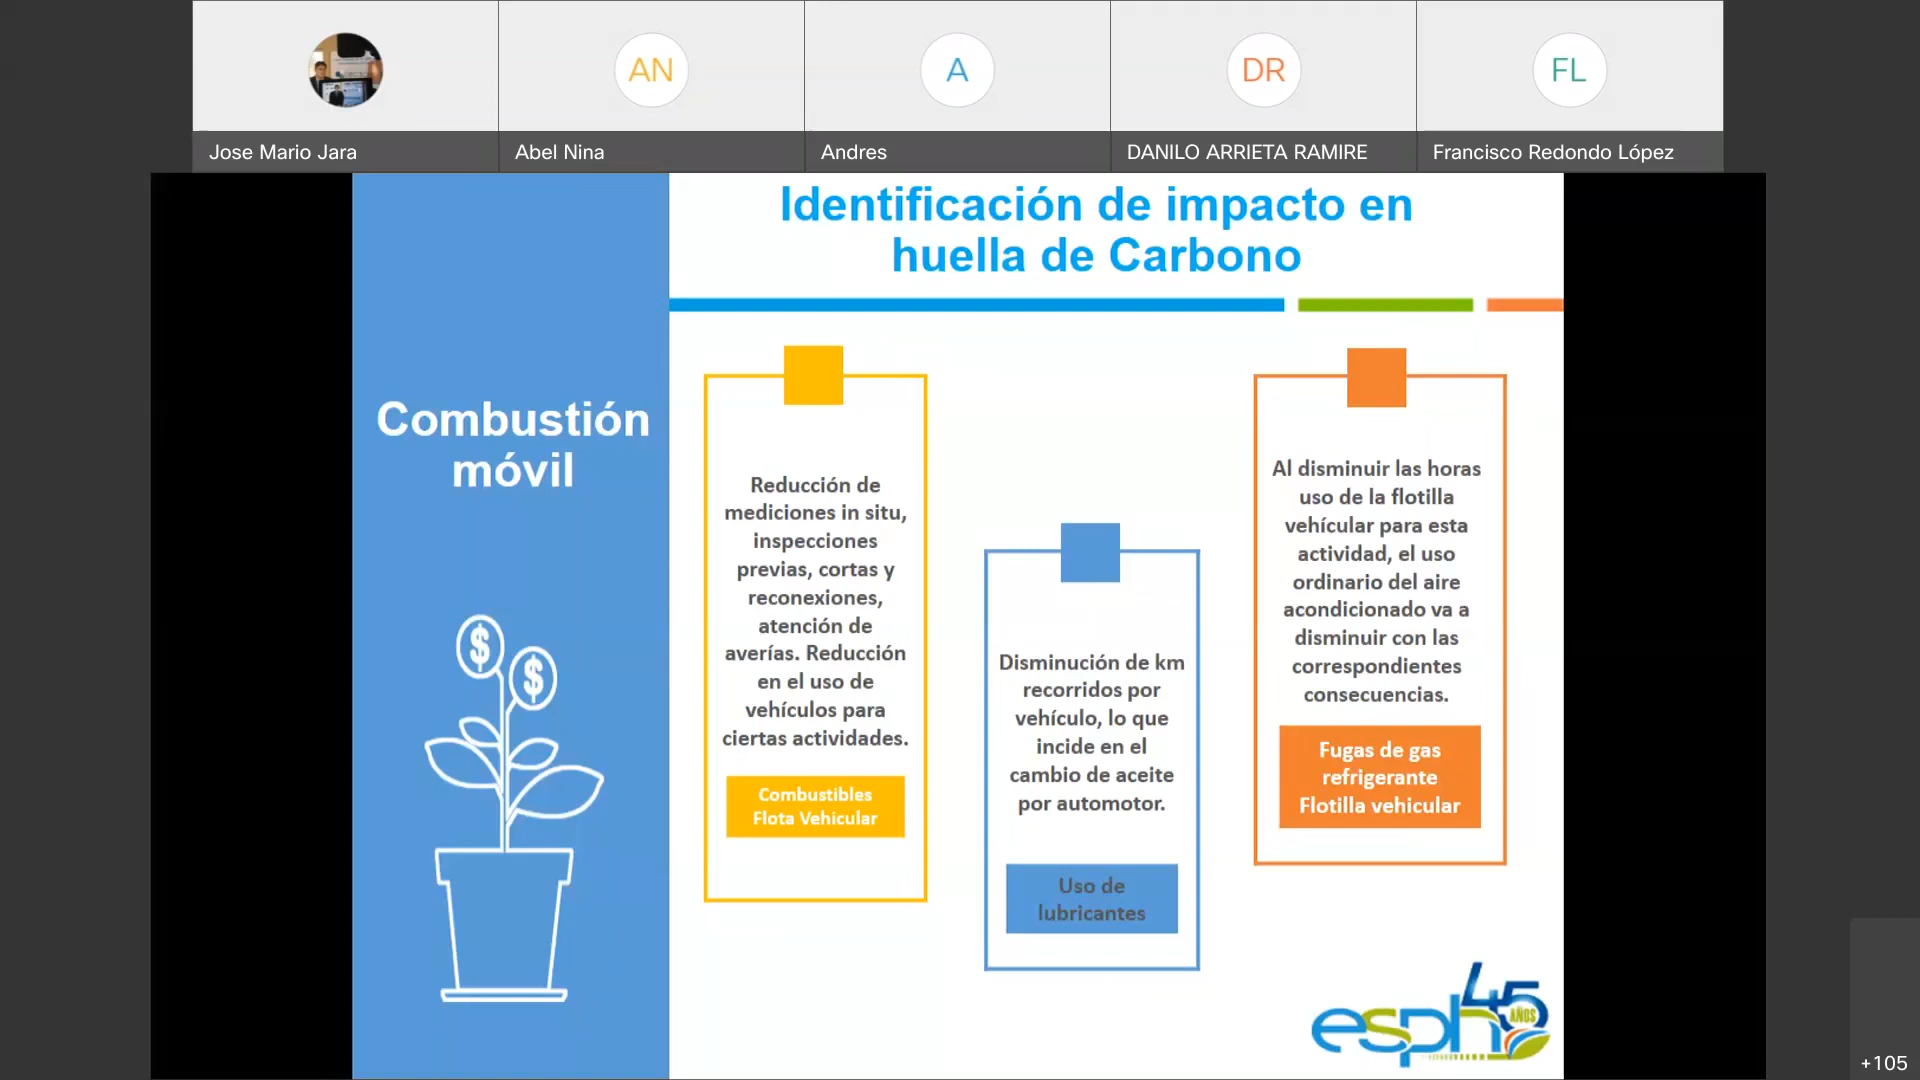 AN
A
DR
FL
Jose Mario Jara
Abel Nina
Andres
DANILO ARRIETA RAMIRE
Francisco Redondo López
Identificación de impacto en
huella de Carbono
Combustión
móvil
$
$
Reducción de
mediciones in situ,
inspecciones
previas, cortas y
reconexiones,
atención de
averías. Reducción
en el uso de
vehículos para
ciertas actividades.
Combustibles
Flota Vehicular
Disminución de km
recorridos por
vehículo, lo que
incide en el
cambio de aceite
por automotor.
Uso de
lubricantes
Al disminuir las horas
uso de la flotilla
vehícular para esta
actividad, el uso
ordinario del aire
acondicionado va a
disminuir con las
correspondientes
consecuencias.
Fugas de gas
refrigerante
Flotilla vehicular
esph
45
AÑOS
+105